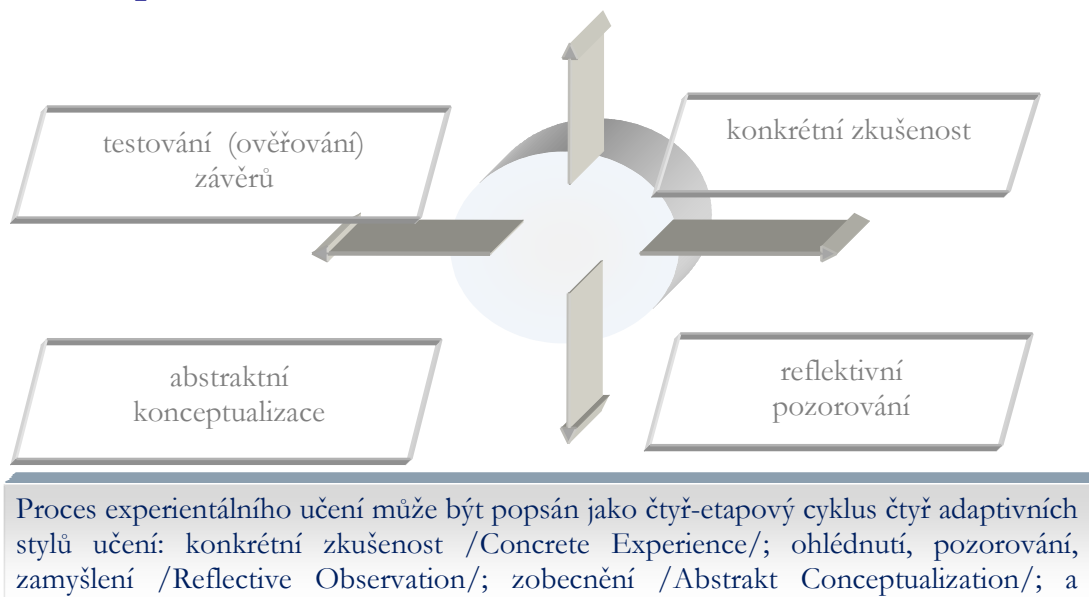 testování (ověřování)
závěrů
konkrétní zkušenost
abstraktní
konceptualizace
reflektivní
pozorování
Proces experientálního učení může být popsán jako čtyř-etapový cyklus čtyř adaptivních
stylů učení: konkrétní zkušenost /Concrete Experience/; ohlédnutí, pozorování,
zamyšlení /Reflective Observation/; zobecnění /Abstrakt Conceptualization/; a